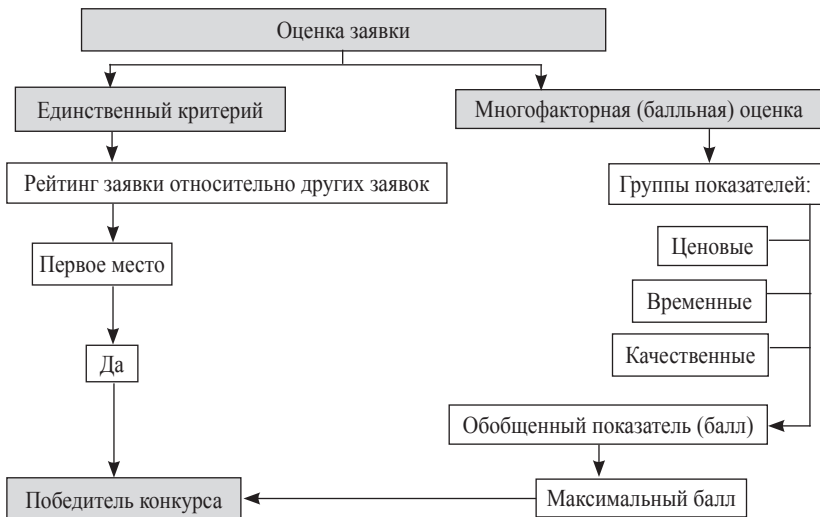 Оценка заявки
Единственный критерий
Многофакторная (балльная) оценка
Рейтинг заявки относительно других заявок
Группы показателей:
Первое место
Ценовые
Временные
Да
Качественные
Обобщенный показатель (балл)
Победитель конкурса
Максимальный балл